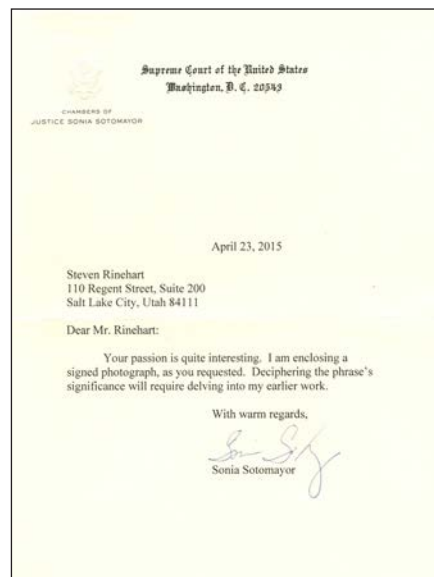 Supreme Court of the United States
Washington, D. C. 20543
CHAMBERS OF
JUSTICE SONIA SOTOMAYOR
April 23, 2015
Steven Rinehart
110 Regent Street, Suite 200
Salt Lake City, Utah 84111
Dear Mr. Rinehart:
Your passion is quite interesting. I am enclosing a
signed photograph, as you requested. Deciphering the phrase's
significance will require delving into my earlier work.
With warm regards,
Sonia Sotomayor